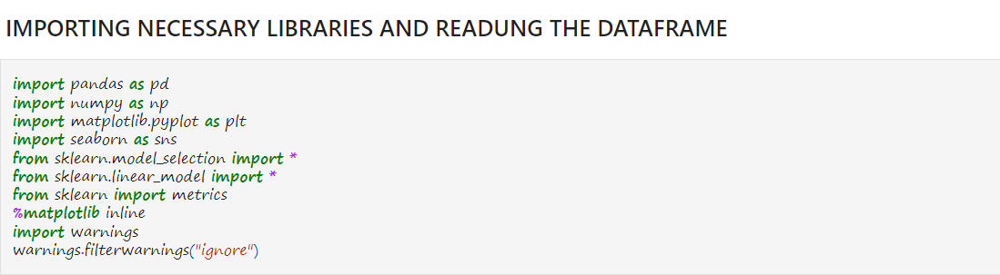 IMPORTING NECESSARY LIBRARIES AND READUNG THE DATAFRAME
import pandas as pd
import numpy as np
import matplotlib.pyplot as plt
import seaborn as sns
from sklearn.model_selection import *
from sklearn.linear_model import *
from sklearn import metrics
%matplotlib inline
import warnings
warnings.filterwarnings("ignore")